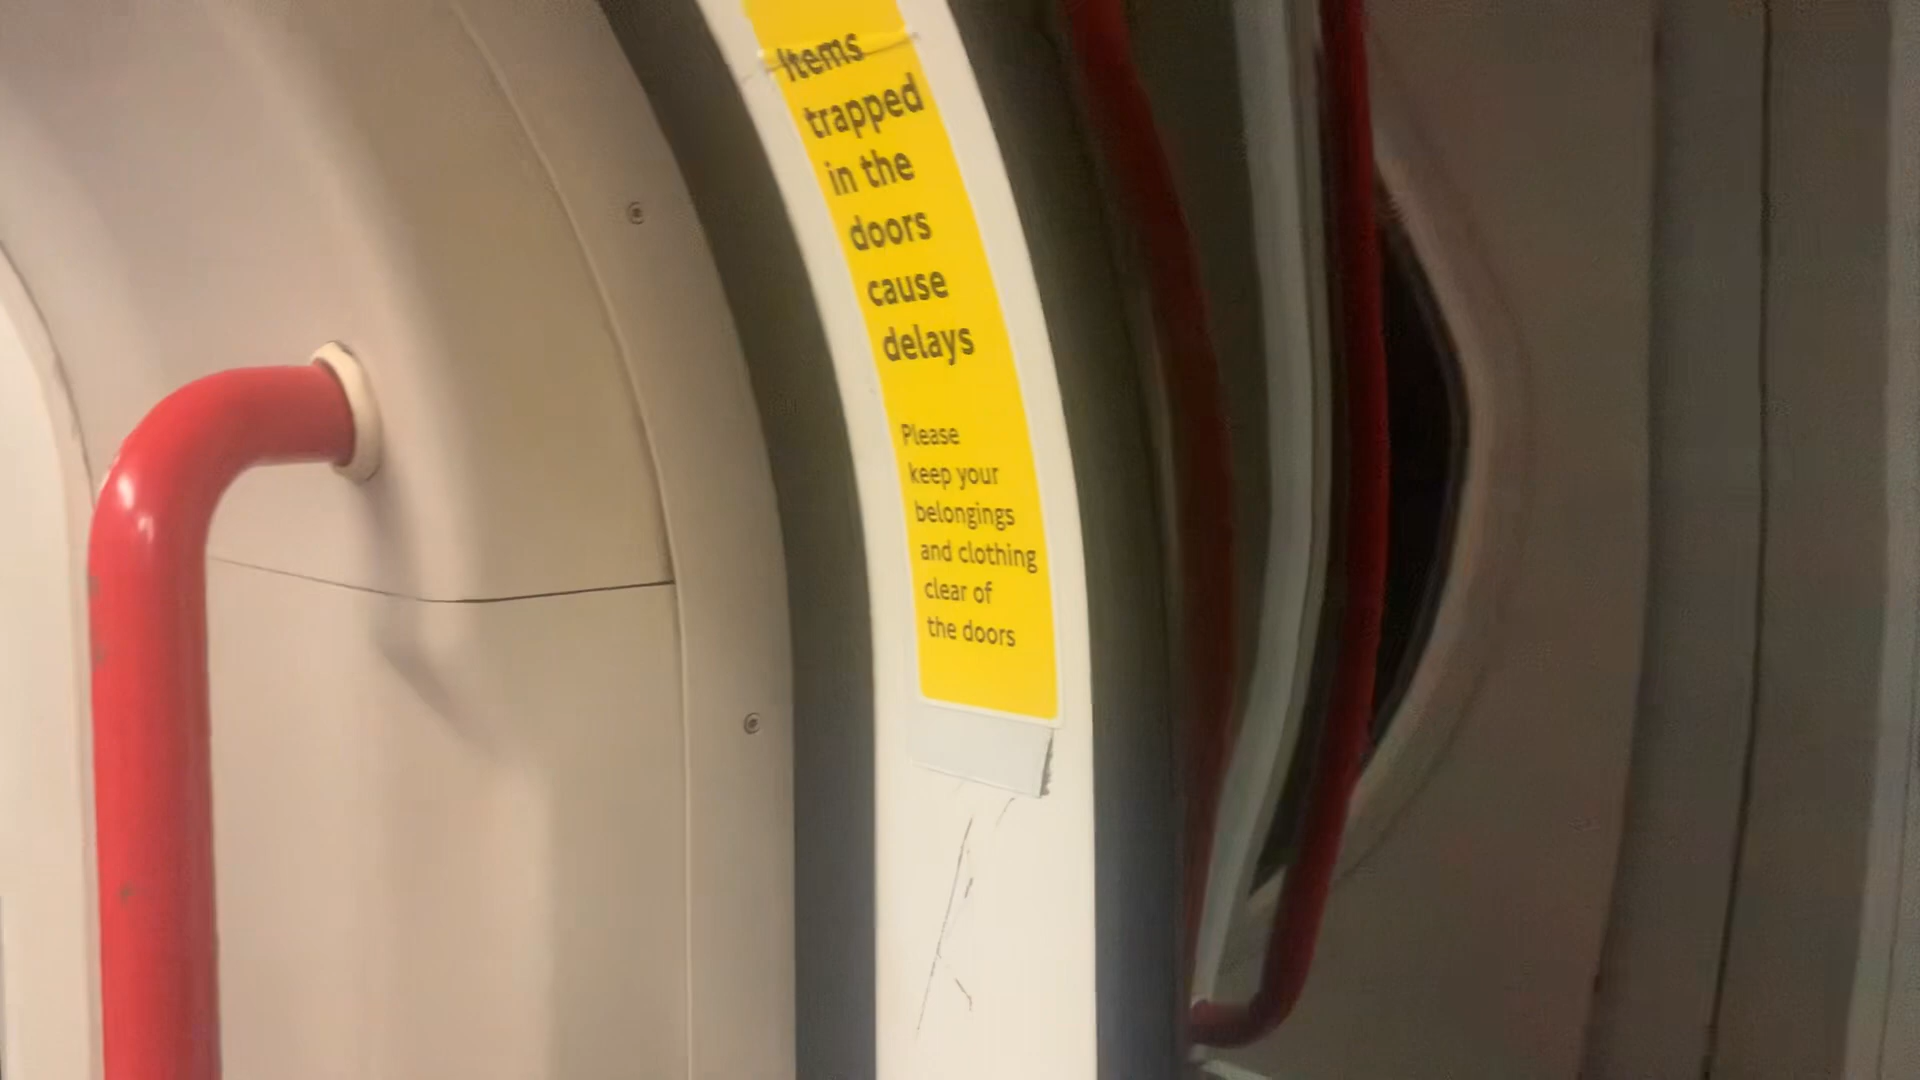 Items
trapped
in the
doors
cause
delays
Please
keep your
belongings
and clothing
clear of
the doors